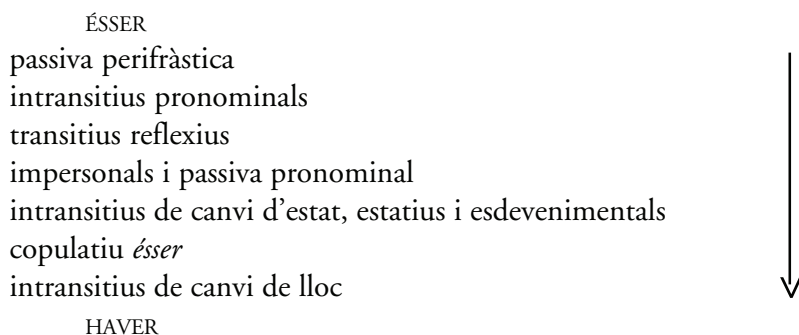 ÉSSER
passiva perifràstica
intransitius pronominals
transitius reflexius
impersonals i passiva pronominal
intransitius de canvi d’estat, estatius i esdevenimentals
copulatiu ésser
intransitius de canvi de lloc
HAVER